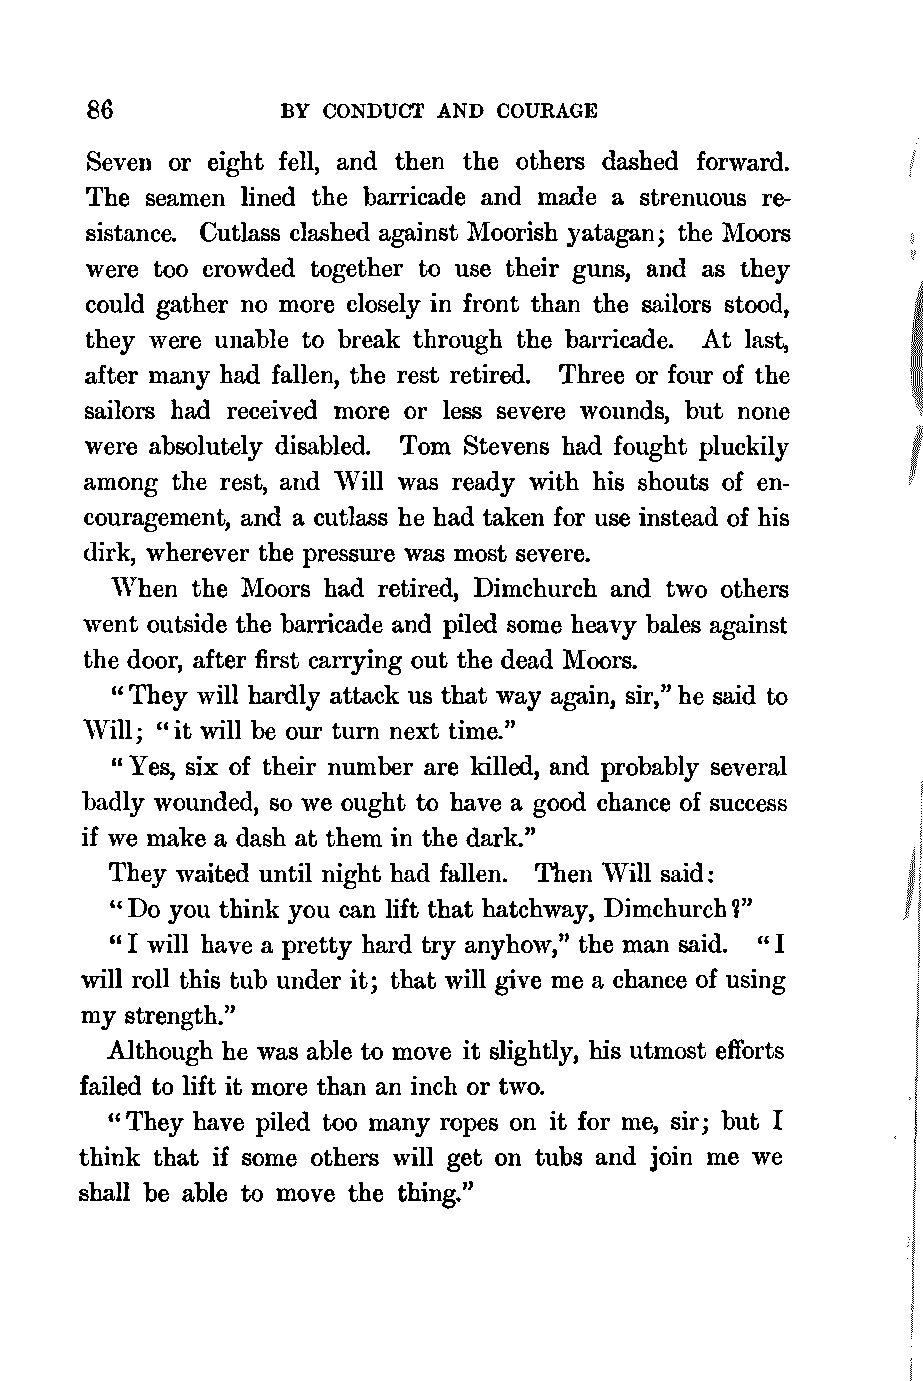 86 BY CONDUCT AND COURAGE
Seven or eight fell, and then the others dashed forward.
The seamen lined the barricade and made a strenuous re-
sistance. Cutlass clashed against Moorish yatagan; the Moors
were too crowded together to use their guns, and as they
could gather no more closely in front than the sailors stood,
they were unable to break through the barricade. At last,
after many had fallen, the rest retired. Three or four of the
sailors had received more or less severe wounds, but none
were absolutely disabled. Tom Stevens had fought pluckily
among the rest, and Will was ready with his shouts of en-
couragement, and a cutlass he had taken for use instead of his
dirk, wherever the pressure was most severe.
When the Moors had retired, Dimchurch and two others
went outside the barricade and piled some heavy bales against
the door, after first carrying out the dead Moors.
"They will hardly attack us that way again, sir," he said to
Will; "it will be our turn next time."
"Yes, six of their number are killed, and probably several
badly wounded, so we ought to have a good chance of success
if we make a dash at them in the dark."
They waited until night had fallen. Then Will said:
"Do you think you can lift that hatchway, Dimchurch?"
"I will have a pretty hard try anyhow," the man said. "I
will roll this tub under it; that will give me a chance of using
my strength."
Although he was able to move it slightly, his utmost efforts
failed to lift it more than an inch or two.
"They have piled too many ropes on it for me, sir; but I
think that if some others will get on tubs and join me we
shall be able to move the thing."